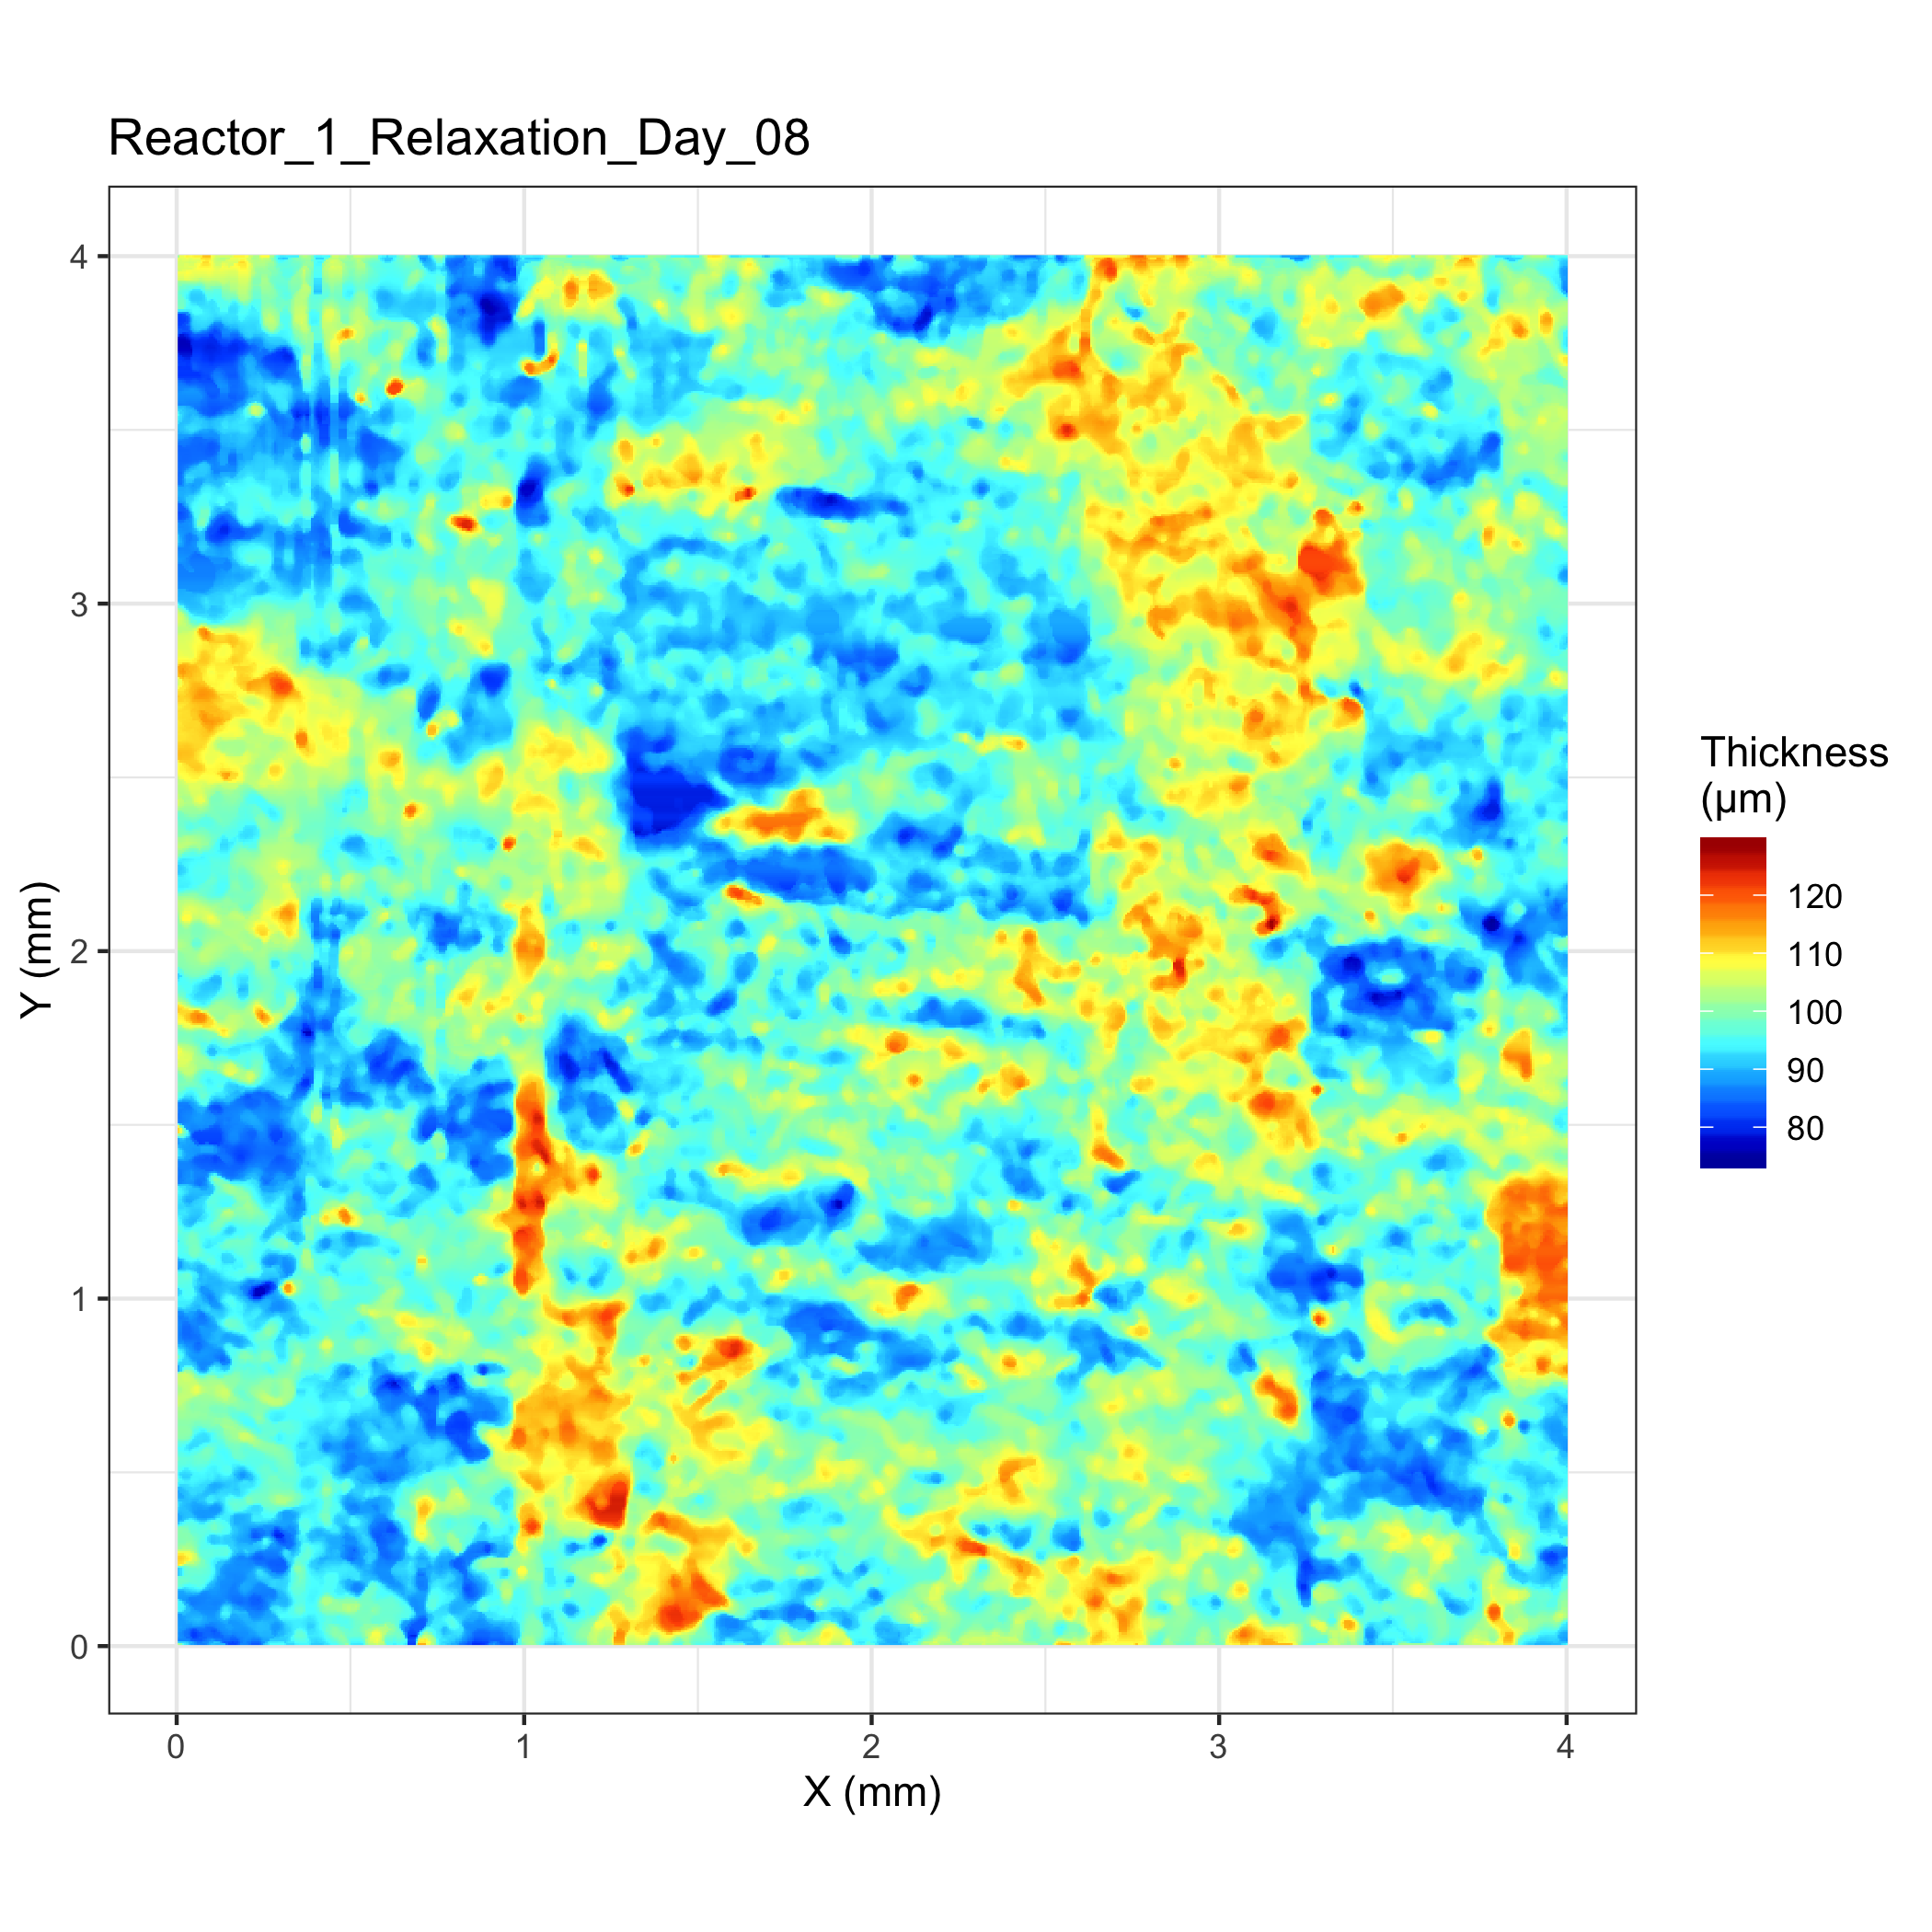 Reactor_1_Relaxation_Day_08
4
3
2
1
0
Y (mm)
0 1 2 3 4
X (mm)
Thickness
(µm)
120
110
100
90
80